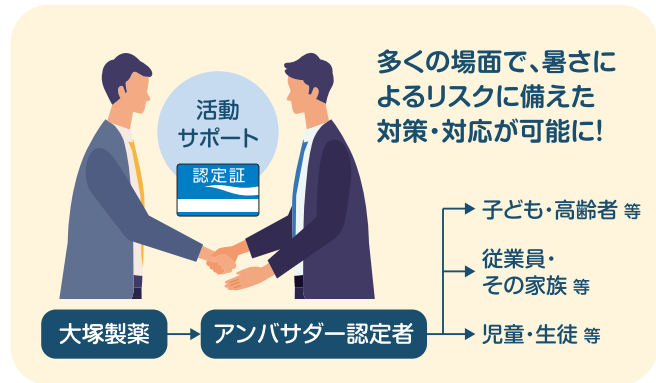 多くの場面で、暑さに
よるリスクに備えた
対策・対応が可能に!
活動
サポート
認定証
子ども・高齢者 等
従業員・
その家族 等
児童・生徒 等
大塚製薬
アンバサダー認定者